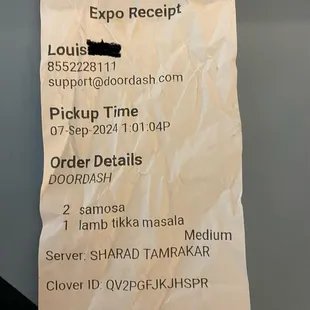 Expo Receipt
Louis
8552228111
support@doordash.com
Pickup Time
07-Sep-2024 1:01:04P
Order Details
DOORDASH
2 samosa
1 lamb tikka masala
Medium
Server: SHARAD TAMRAKAR
Clover ID: QV2PGFJKJHSPR